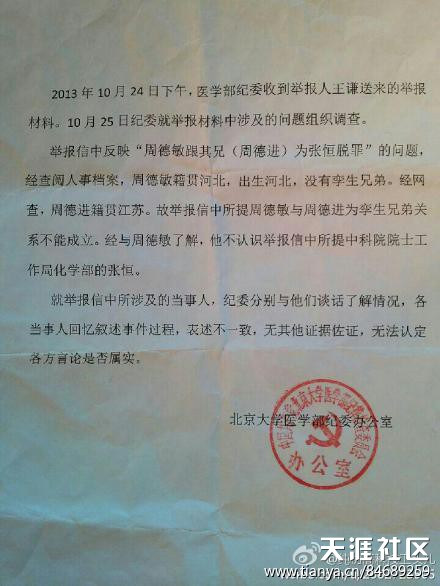 2013年10月24日下午，医学部纪委收到举报人王谦送来的举报
材料。10月25日纪委就举报材料中涉及的问题组织调查。
举报信中反映“周德敏跟其兄（周德进）为张恒脱罪”的问题，
经查阅人事档案，周德敏籍贯河北，出生河北，没有孪生兄弟。经网
查，周德进籍贯江苏。故举报信中所提周德敏与周德进为孪生兄弟关
系不能成立。经与周德敏了解，他不认识举报信中所提中科院院士工
作局化学部的张恒。
就举报信中所涉及的当事人，纪委分别与他们谈话了解情况，各
当事人回忆叙述事件过程，表述不一致，无其他证据佐证，无法认定
各方言论是否属实。
北京大学医学部纪委办公室
办公室
天涯社区
www.tianya.cn/84689259